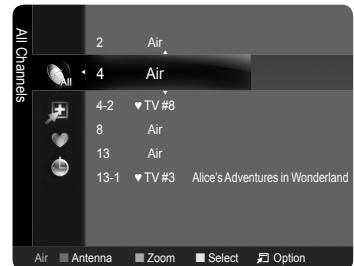 All Channels
2 Air
All 4 Air
4-2 ♥ TV #8
8 Air
13 Air
13-1 ♥ TV #3 Alice's Adventures in Wonderland
Air Antenna Zoom Select Option